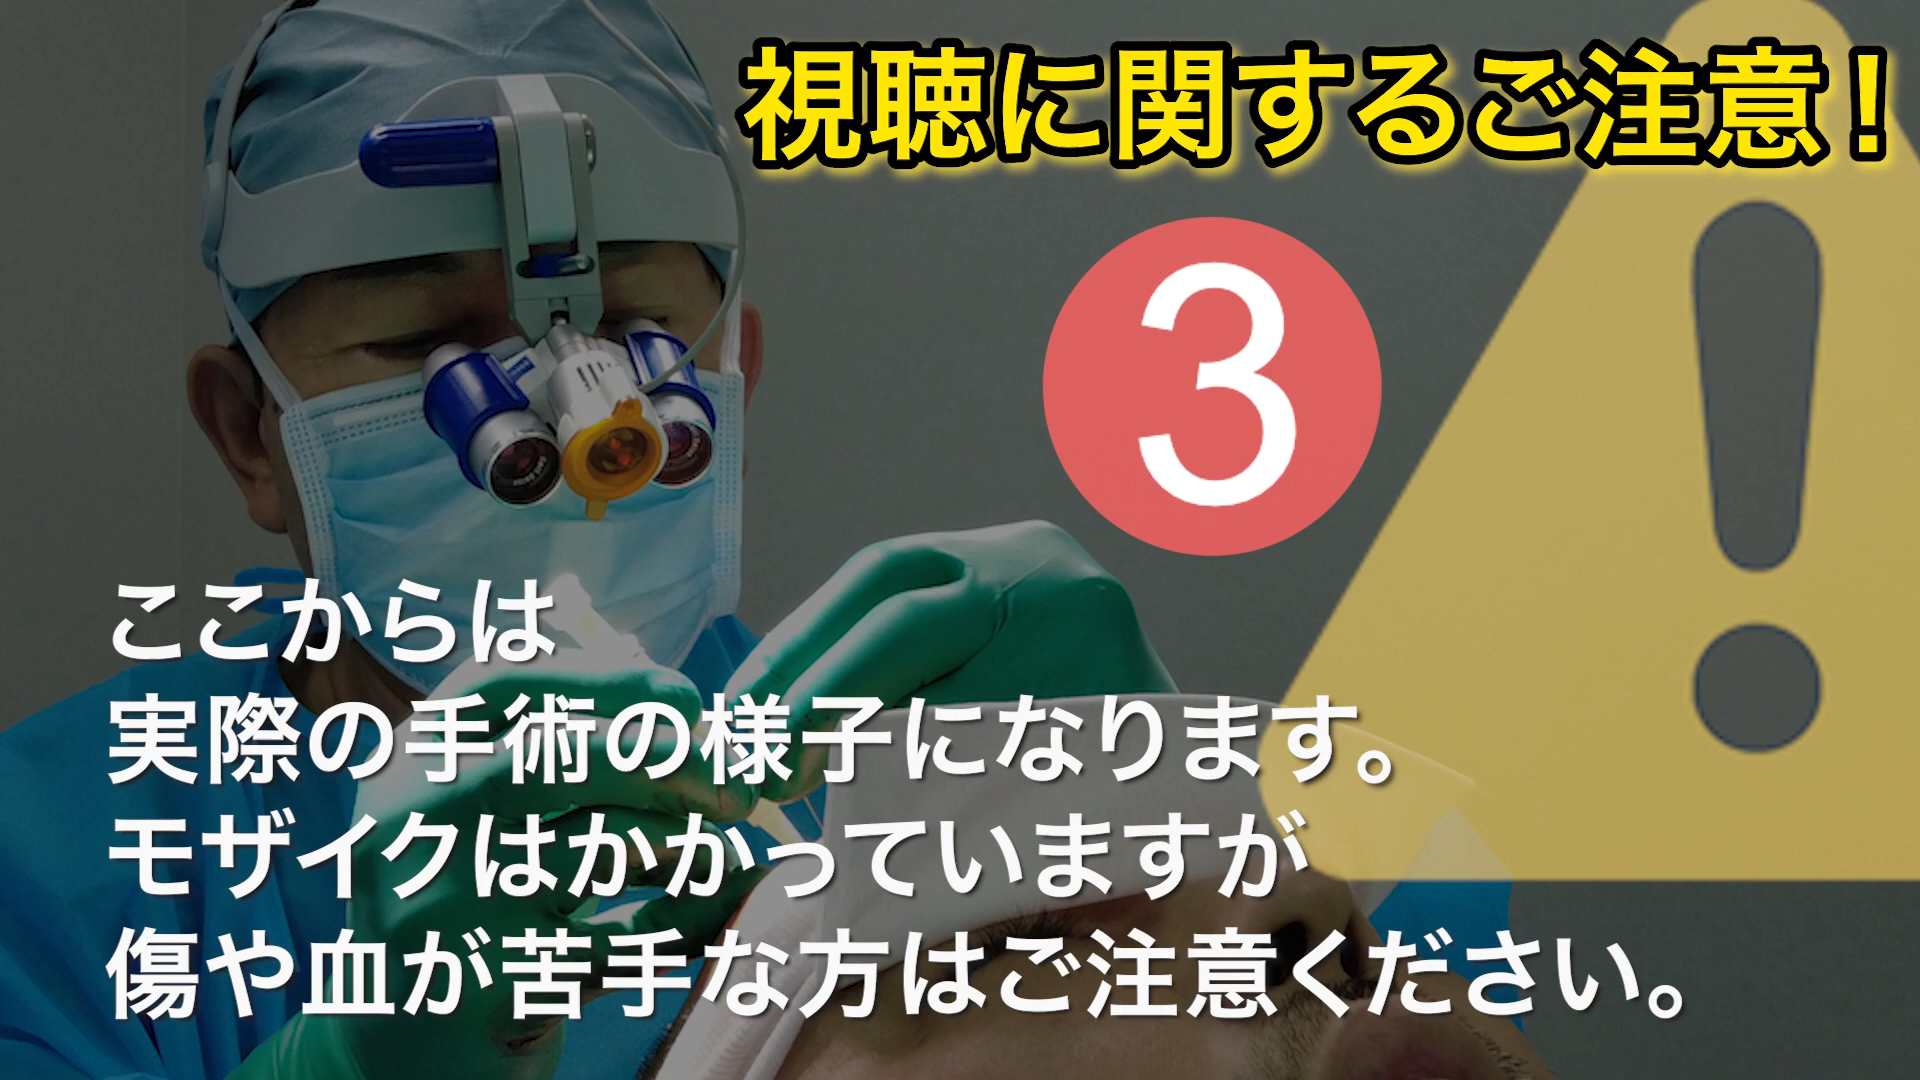 視聴に関するご注意！
3
ここからは
実際の手術の様子になります。
モザイクはかかっていますが
傷や血が苦手な方はご注意ください。